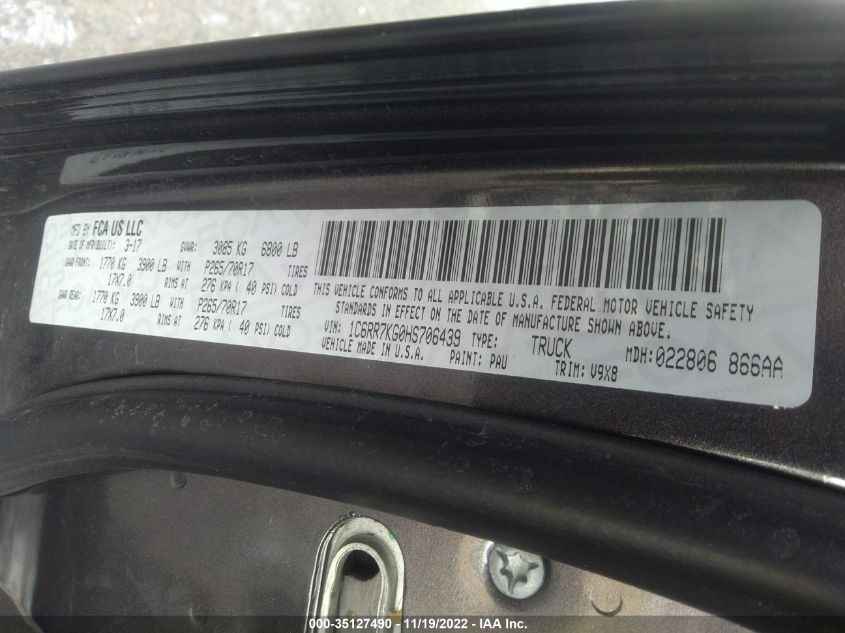 MFD BY FCA US LLC
DATE OF MFR(BUILT): 3-17 GVWR: 3085 KG 6800 LB
GAWR FRONT: 1770 KG 3900 LB WITH P265/70R17 TIRES
17X7.0 RIMS AT 276 KPA ( 40 PSI) COLD
GAWR REAR: 1770 KG 3900 LB WITH P265/70R17 TIRES
17X7.0 RIMS AT 276 KPA ( 40 PSI) COLD
THIS VEHICLE CONFORMS TO ALL APPLICABLE U.S.A. FEDERAL MOTOR VEHICLE SAFETY
STANDARDS IN EFFECT ON THE DATE OF MANUFACTURE SHOWN ABOVE.
VIN: 1C6RR7KG0HS706439 TYPE: TRUCK MDH: 022806 866AA
VEHICLE MADE IN U.S.A. PAINT: PAU TRIM: V9X8
000-35127490 - 11/19/2022 - IAA Inc.